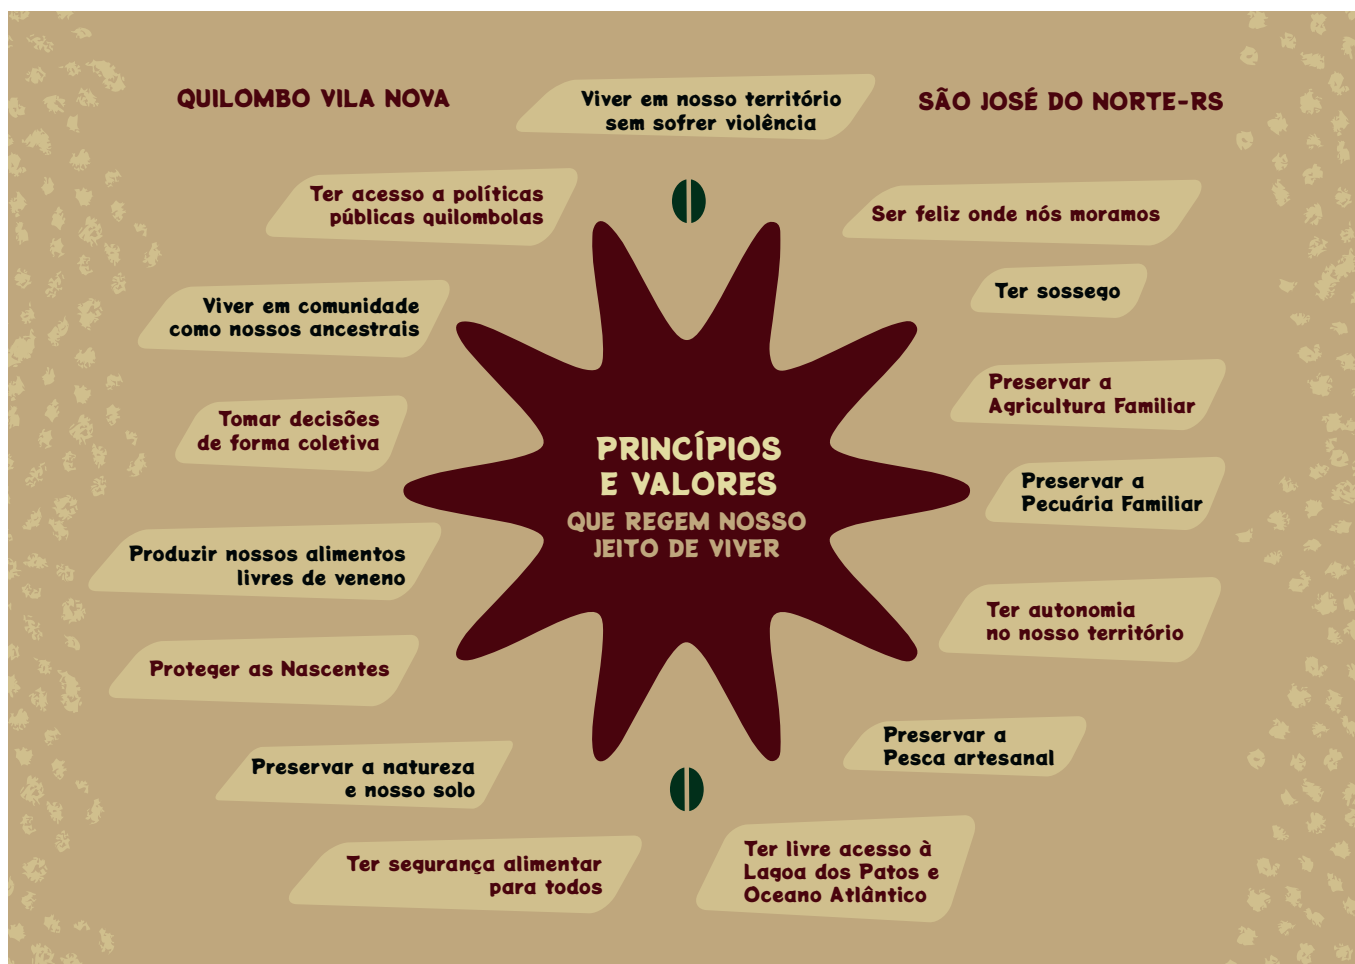 QUILOMBO VILA NOVA
SÃO JOSÉ DO NORTE-RS
Viver em nosso território
sem sofrer violência
Ter acesso a políticas
públicas quilombolas
Viver em comunidade
como nossos ancestrais
Tomar decisões
de forma coletiva
Produzir nossos alimentos
livres de veneno
Proteger as Nascentes
Preservar a natureza
e nosso solo
Ter segurança alimentar
para todos
PRINCÍPIOS
E VALORES
QUE REGEM NOSSO
JEITO DE VIVER
Ser feliz onde nós moramos
Ter sossego
Preservar a
Agricultura Familiar
Preservar a
Pecuária Familiar
Ter autonomia
no nosso território
Preservar a
Pesca artesanal
Ter livre acesso à
Lagoa dos Patos e
Oceano Atlântico